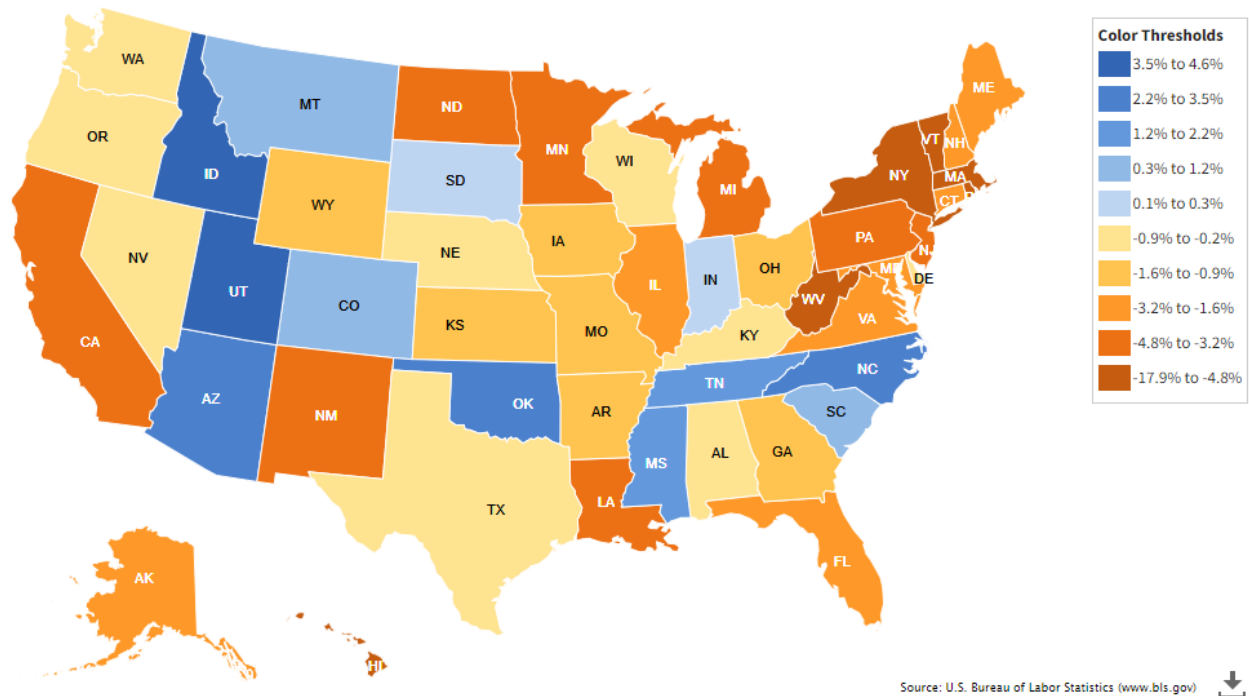 Color Thresholds
3.5% to 4.6%
2.2% to 3.5%
1.2% to 2.2%
0.3% to 1.2%
0.1% to 0.3%
-0.9% to -0.2%
-1.6% to -0.9%
-3.2% to -1.6%
-4.8% to -3.2%
-17.9% to -4.8%
WA
MT
ND
MN
ME
OR
ID
WY
SD
WI
MI
NY
VT
NH
MA
CT
NV
UT
CO
NE
IA
IL
IN
OH
PA
DE
CA
AZ
NM
KS
MO
KY
WV
VA
OK
AR
TN
NC
SC
TX
LA
MS
AL
GA
FL
AK
HI
Source: U.S. Bureau of Labor Statistics (www.bls.gov)